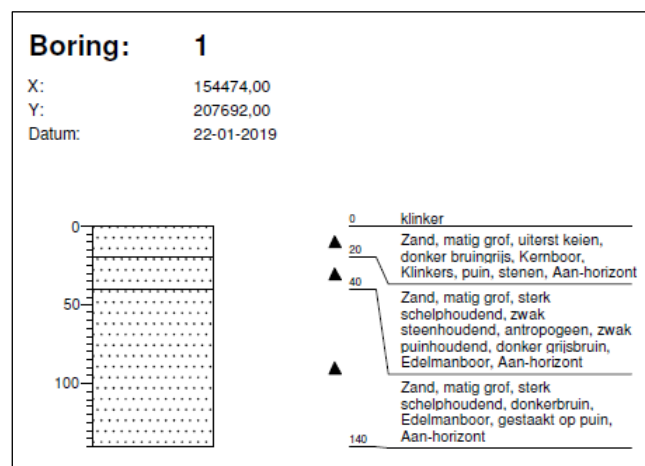 Boring: 1
X: 154474,00
Y: 207692,00
Datum: 22-01-2019
0
50
100
0 klinker
Zand, matig grof, uiterst keien,
20 donker bruingrijs, Kernboor,
Klinkers, puin, stenen, Aan-horizont
40
Zand, matig grof, sterk
schelphoudend, zwak
steenhoudend, antropogeen, zwak
puinhoudend, donker grijsbruin,
Edelmanboor, Aan-horizont
Zand, matig grof, sterk
schelphoudend, donkerbruin,
Edelmanboor, gestaakt op puin,
140 Aan-horizont